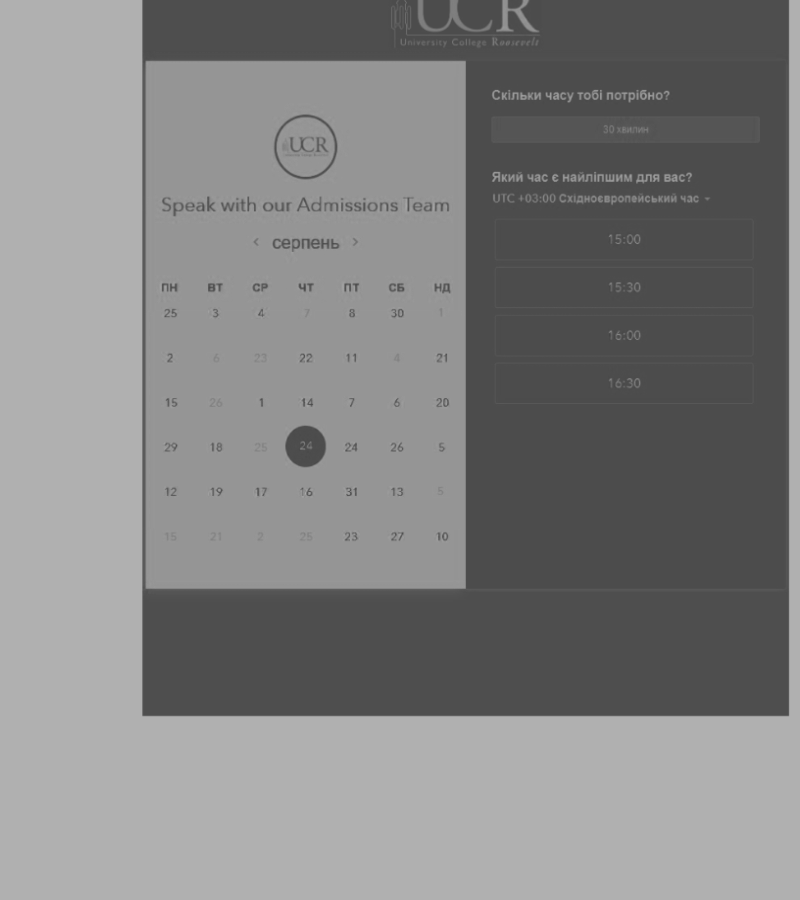 UCR
University College Roosevelt
UCR
Speak with our Admissions Team
< серпень >
ПН ВТ СР ЧТ ПТ СБ НД
25 3 4 7 8 30 1
2 6 23 22 11 4 21
15 26 1 14 7 6 20
29 18 25 24 24 26 5
12 19 17 16 31 13 5
15 21 2 25 23 27 10
Скільки часу тобі потрібно?
30 хвилин
Який час є найліпшим для вас?
UTC +03:00 Східноєвропейський час
15:00
15:30
16:00
16:30